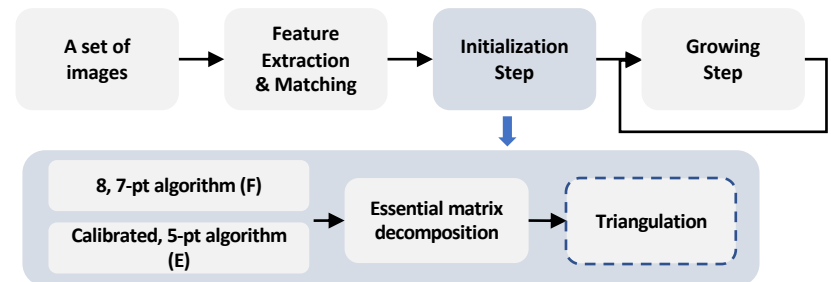 A set of
images
Feature
Extraction
& Matching
Initialization
Step
Growing
Step
8, 7-pt algorithm (F)
Calibrated, 5-pt algorithm
(E)
Essential matrix
decomposition
Triangulation